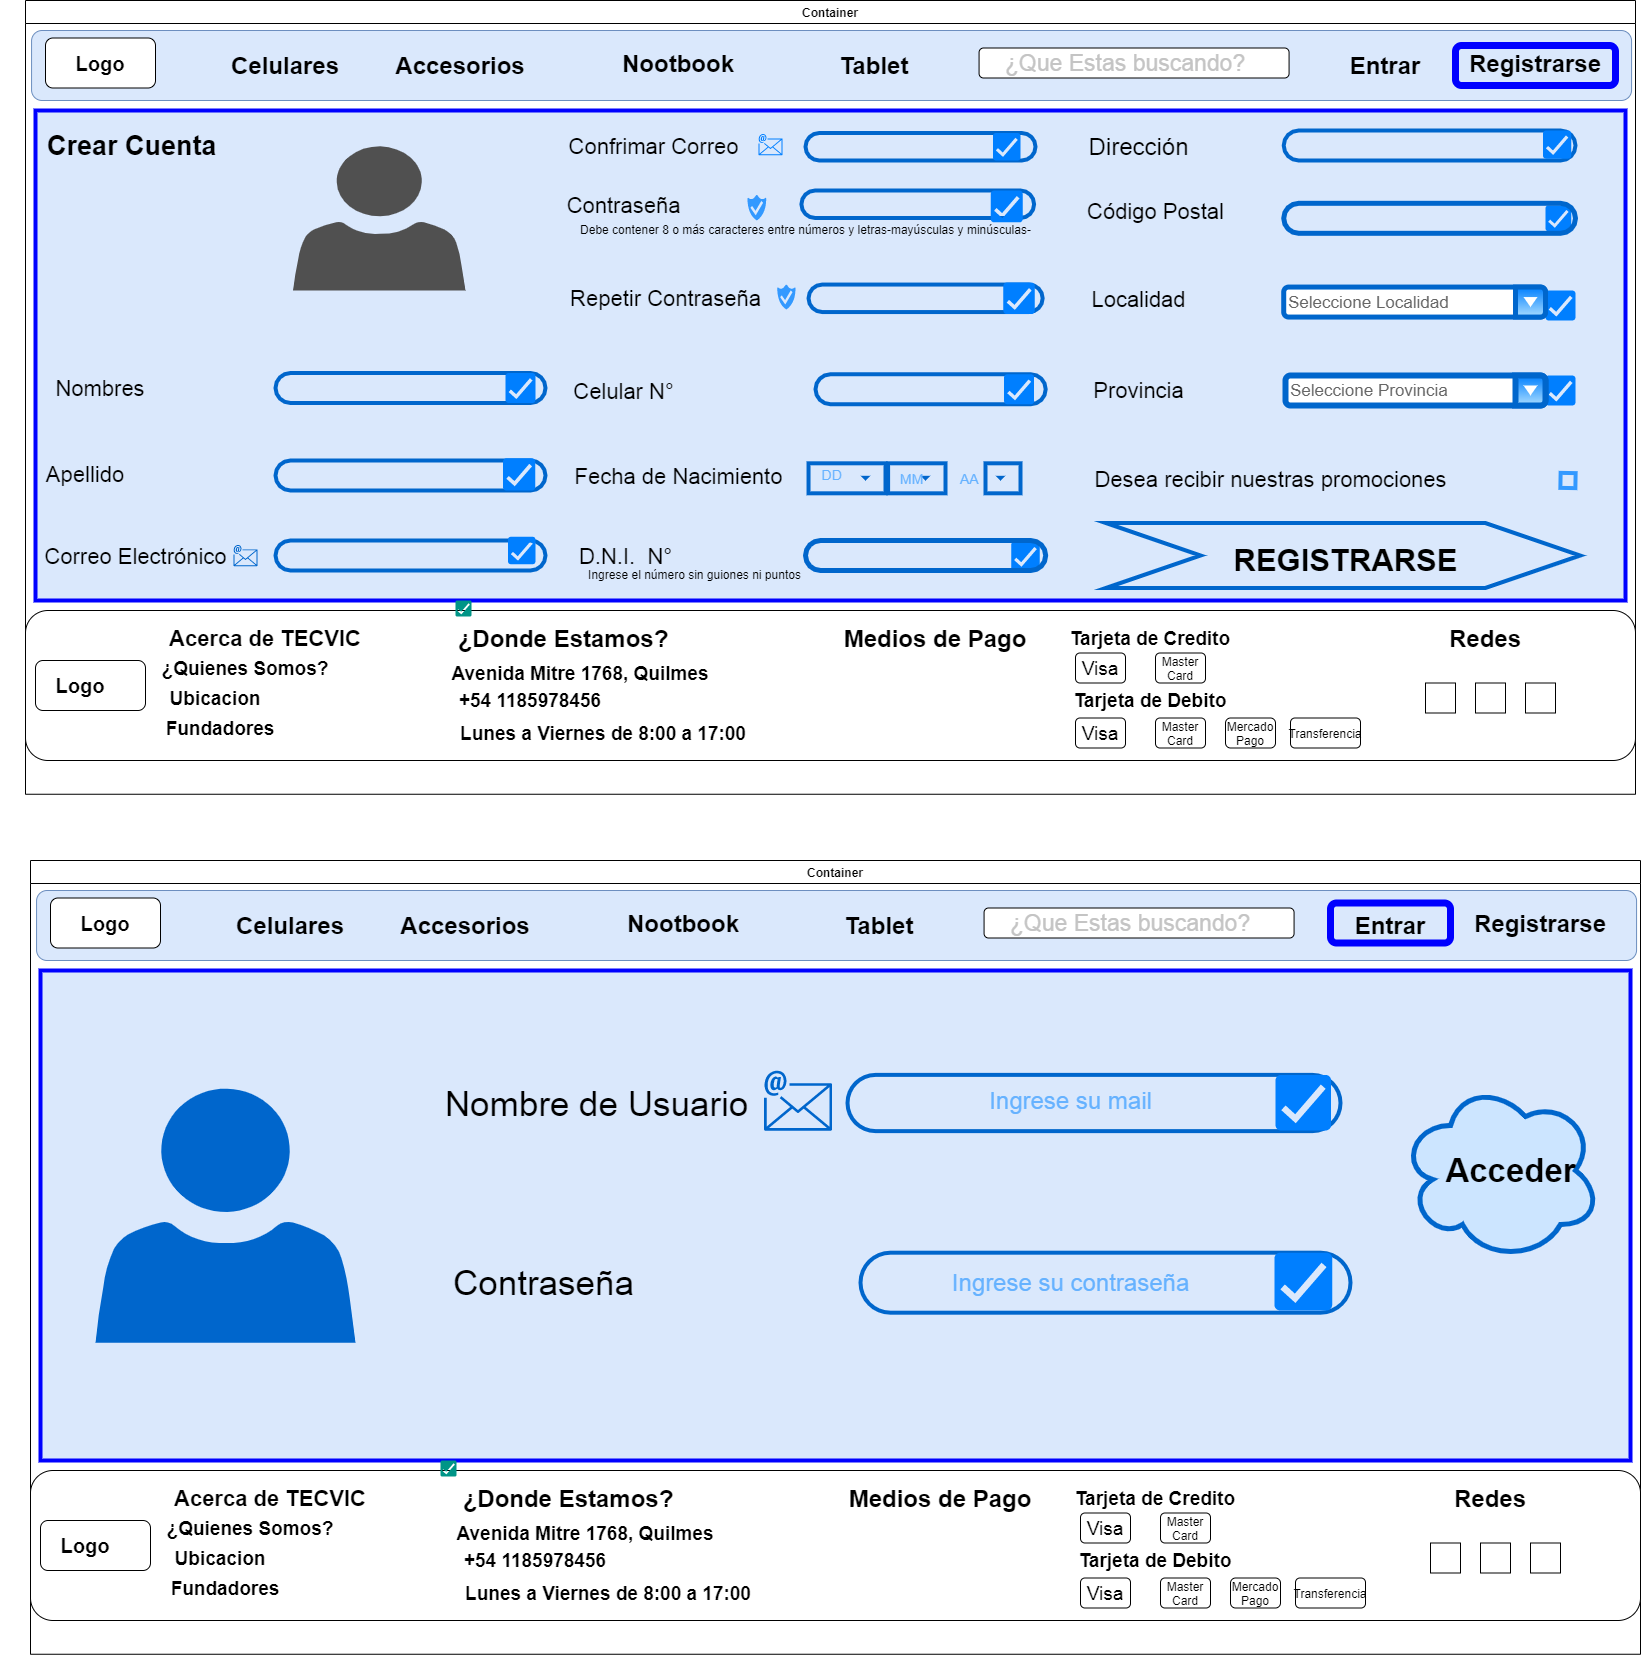 Container
Logo
Celulares
Accesorios
Nootbook
Tablet
¿Que Estas buscando?
Entrar
Registrarse
Crear Cuenta
Confrimar Correo
@
Dirección
Contraseña
Debe contener 8 o más caracteres entre números y letras-mayúsculas y minúsculas-
Código Postal
Repetir Contraseña
Localidad
Seleccione Localidad
Nombres
Celular N°
Provincia
Seleccione Provincia
Apellido
Fecha de Nacimiento
DD
MM
AA
Desea recibir nuestras promociones
Correo Electrónico
@
D.N.I. N°
Ingrese el número sin guiones ni puntos
REGISTRARSE
Logo
Acerca de TECVIC
¿Quienes Somos?
Ubicacion
Fundadores
¿Donde Estamos?
Avenida Mitre 1768, Quilmes
+54 1185978456
Lunes a Viernes de 8:00 a 17:00
Medios de Pago
Tarjeta de Credito
Visa
Master
Card
Tarjeta de Debito
Visa
Master
Card
Mercado
Pago
Transferencia
Redes
Container
Logo
Celulares
Accesorios
Nootbook
Tablet
¿Que Estas buscando?
Entrar
Registrarse
Nombre de Usuario
@
Ingrese su mail
Acceder
Contraseña
Ingrese su contraseña
Logo
Acerca de TECVIC
¿Quienes Somos?
Ubicacion
Fundadores
¿Donde Estamos?
Avenida Mitre 1768, Quilmes
+54 1185978456
Lunes a Viernes de 8:00 a 17:00
Medios de Pago
Tarjeta de Credito
Visa
Master
Card
Tarjeta de Debito
Visa
Master
Card
Mercado
Pago
Transferencia
Redes